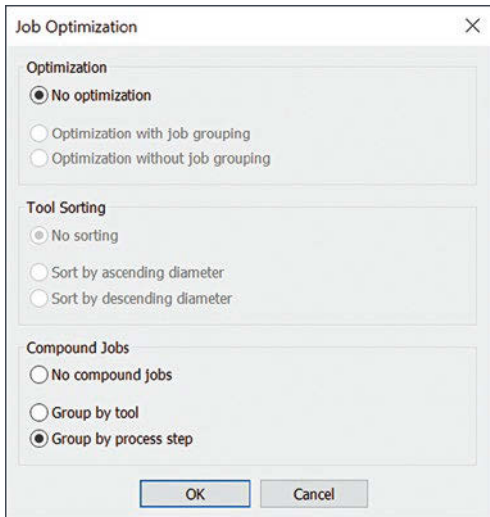 Job Optimization
Optimization
No optimization
Optimization with job grouping
Optimization without job grouping
Tool Sorting
No sorting
Sort by ascending diameter
Sort by descending diameter
Compound Jobs
No compound jobs
Group by tool
Group by process step
OK Cancel